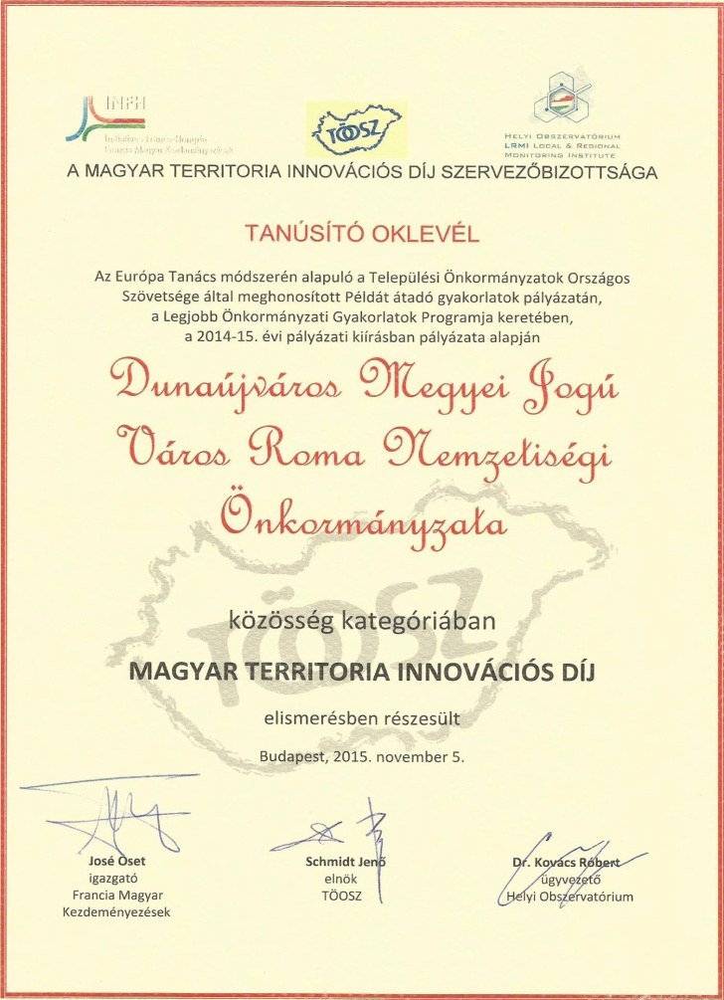 INFH
TÖOSZ
HELYI OBSZERVATÓRIUM
LRMI LOCAL & REGIONAL
MONITORING INSTITUTE
A MAGYAR TERRITORIA INNOVÁCIÓS DÍJ SZERVEZŐBIZOTTSÁGA
TANÚSÍTÓ OKLEVÉL
Az Európa Tanács módszerén alapuló a Települési Önkormányzatok Országos
Szövetsége által meghonosított Példát átadó gyakorlatok pályázatán,
a Legjobb Önkormányzati Gyakorlatok Programja keretében,
a 2014-15. évi pályázati kiírásban pályázata alapján
Dunaújváros Megyei Jogú
Város Roma Nemzetiségi
Önkormányzata
TÖOSZ
közösség kategóriában
MAGYAR TERRITORIA INNOVÁCIÓS DÍJ
elismerésben részesült
Budapest, 2015. november 5.
José Oset
igazgató
Francia Magyar
Kezdeményezések
Schmidt Jenő
elnök
TÖOSZ
Dr. Kovács Róbert
ügyvezető
Helyi Obszervatórium